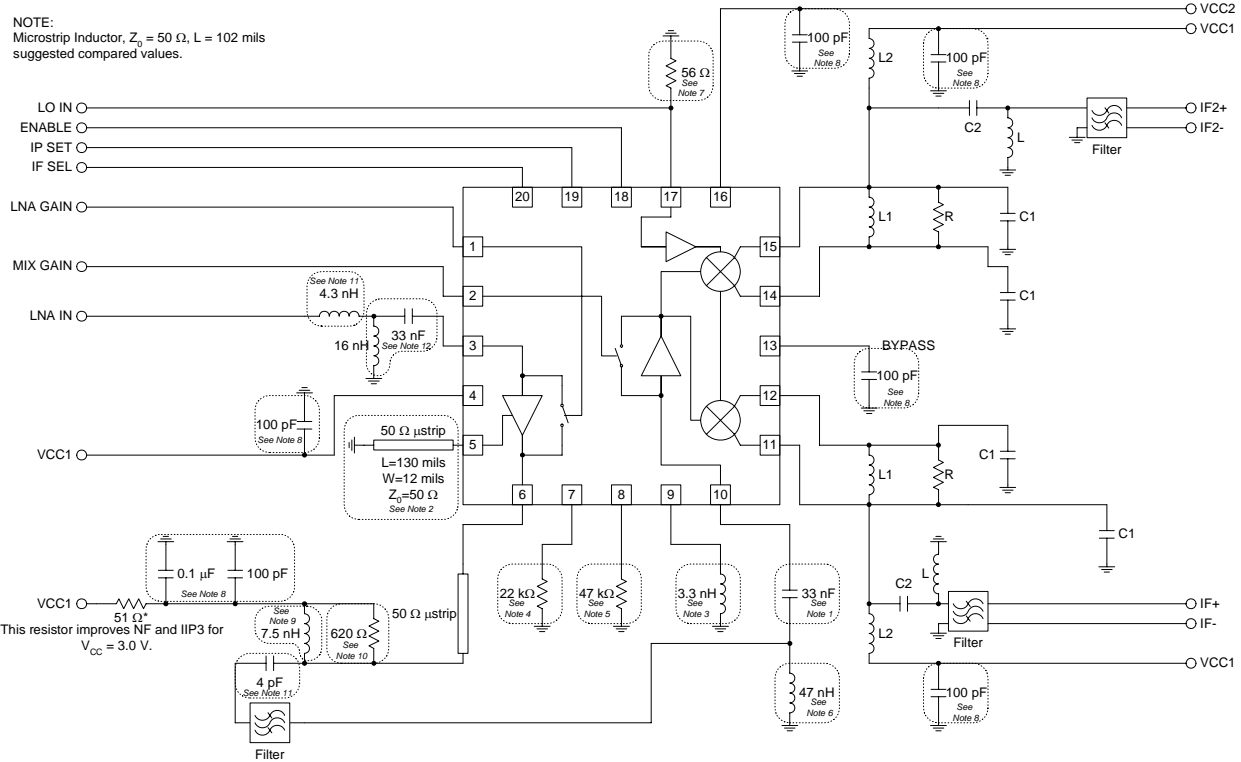 NOTE:
Microstrip Inductor, Z0 = 50 Ω, L = 102 mils
suggested compared values.
VCC2
VCC1
100 pF
See
Note 8
L2
100 pF
See
Note 8
56 Ω
See
Note 7
LO IN
ENABLE
IP SET
IF SEL
C2
L
Filter
IF2+
IF2-
20
19
18
17
16
LNA GAIN
MIX GAIN
LNA IN
1
2
3
4
5
15
14
13
12
11
L1
R
C1
C1
See Note 11
4.3 nH
16 nH
33 nF
See Note 12
BYPASS
100 pF
See
Note 8
100 pF
See Note 8
VCC1
50 Ω µstrip
L=130 mils
W=12 mils
Z0=50 Ω
See Note 2
6
7
8
9
10
L1
R
C1
C1
0.1 µF
100 pF
See Note 8
VCC1
51 Ω*
This resistor improves NF and IIP3 for
VCC = 3.0 V.
See
Note 9
7.5 nH
620 Ω
See
Note 10
50 Ω µstrip
4 pF
See Note 11
Filter
22 kΩ
See
Note 4
47 kΩ
See
Note 5
3.3 nH
See
Note 3
33 nF
See
Note 1
47 nH
See
Note 6
L
C2
Filter
IF+
IF-
L2
VCC1
100 pF
See
Note 8